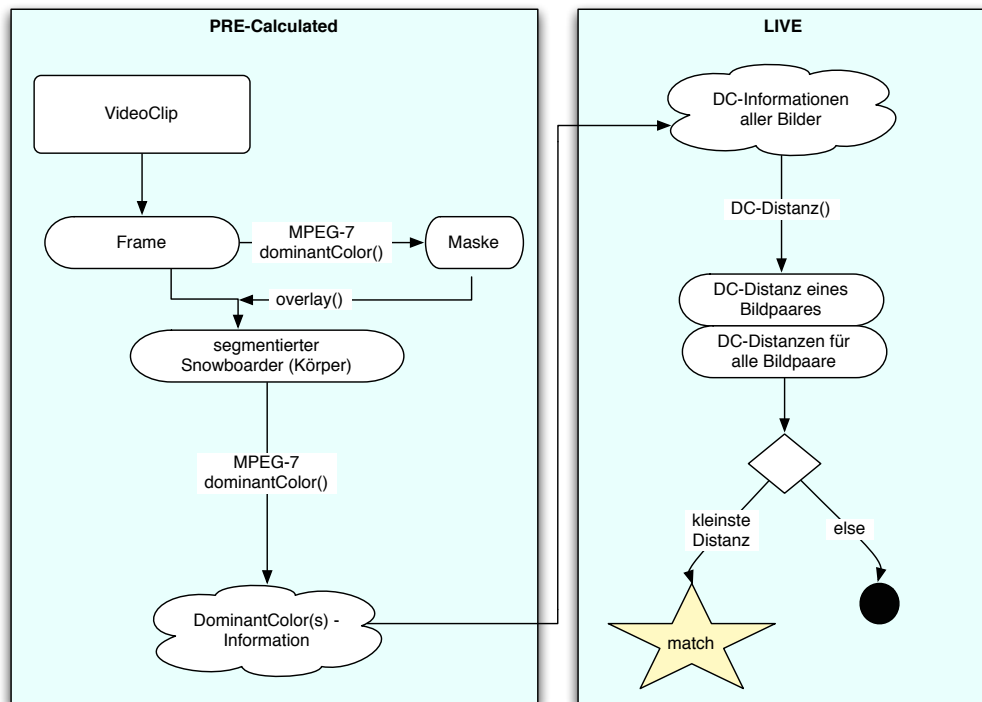 PRE-Calculated
VideoClip
Frame
MPEG-7
dominantColor()
Maske
overlay()
segmentierter
Snowboarder (Körper)
MPEG-7
dominantColor()
DominantColor(s) -
Information
LIVE
DC-Informationen
aller Bilder
DC-Distanz()
DC-Distanz eines
Bildpaares
DC-Distanzen für
alle Bildpaare
kleinste
Distanz
else
match